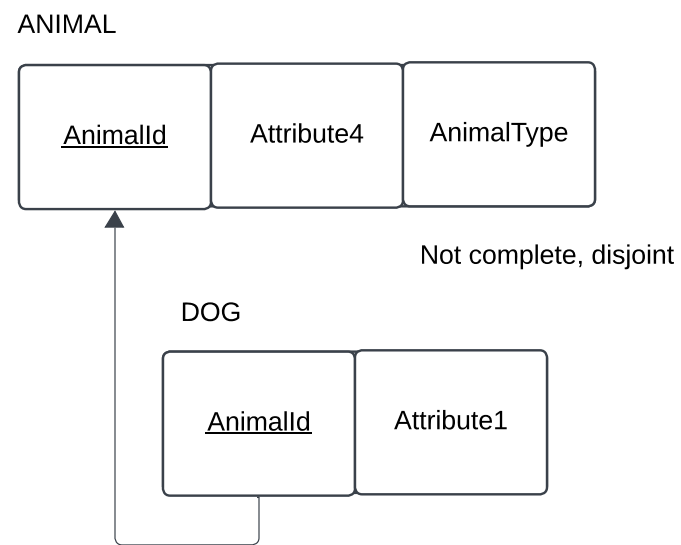 ANIMAL
AnimalId
Attribute4
AnimalType
Not complete, disjoint
DOG
AnimalId
Attribute1